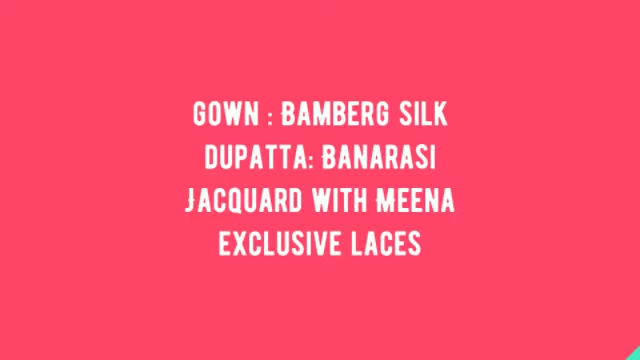 GOWN : BAMBERG SILK
DUPATTA: BANARASI
JACQUARD WITH MEENA
EXCLUSIVE LACES